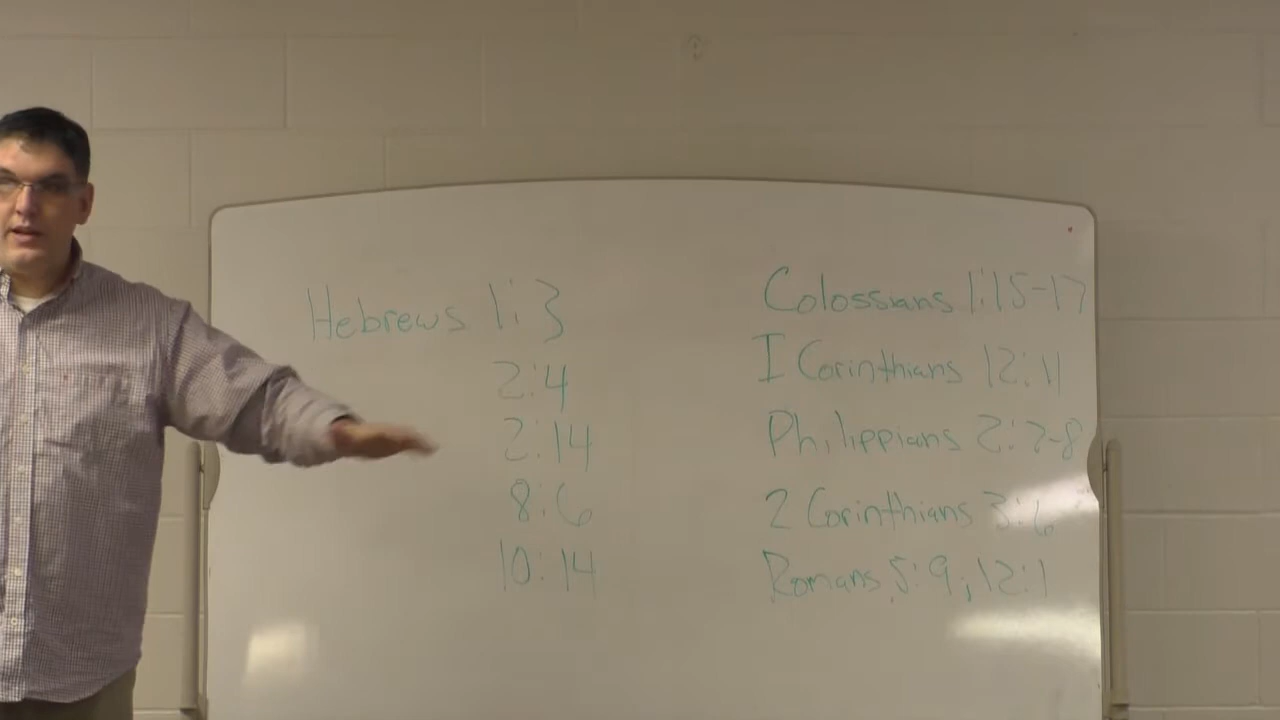 Hebrews 1:3
2:4
2:14
8:6
10:14
Colossians 1:15-17
I Corinthians 12:11
Philippians 2:7-8
2 Corinthians 3:6
Romans 5:9; 12:1